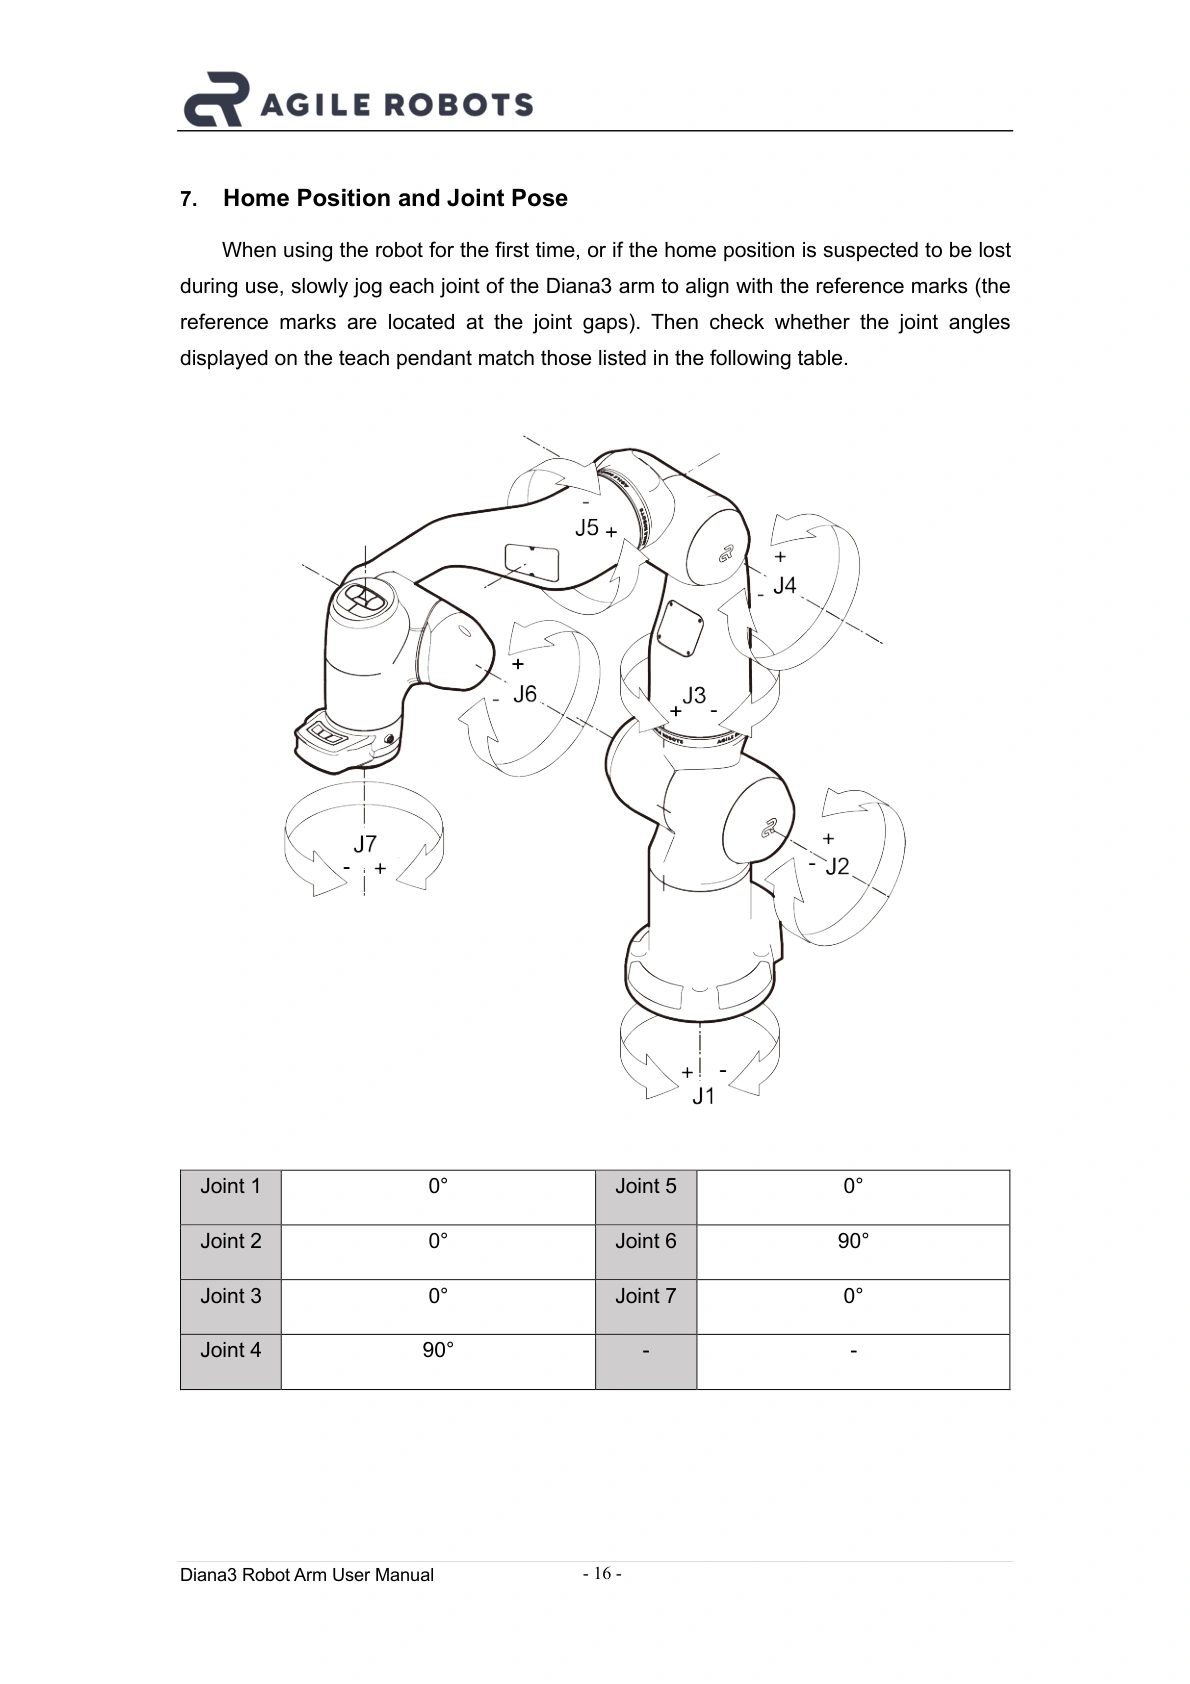 AGILE ROBOTS
7. Home Position and Joint Pose
When using the robot for the first time, or if the home position is suspected to be lost
during use, slowly jog each joint of the Diana3 arm to align with the reference marks (the
reference marks are located at the joint gaps). Then check whether the joint angles
displayed on the teach pendant match those listed in the following table.
-
J5 +
+
- J4
+
- J6
J3
+ -
+
- J2
J7
- +
+ -
J1
Joint 1 0° Joint 5 0°
Joint 2 0° Joint 6 90°
Joint 3 0° Joint 7 0°
Joint 4 90° - -
Diana3 Robot Arm User Manual - 16 -